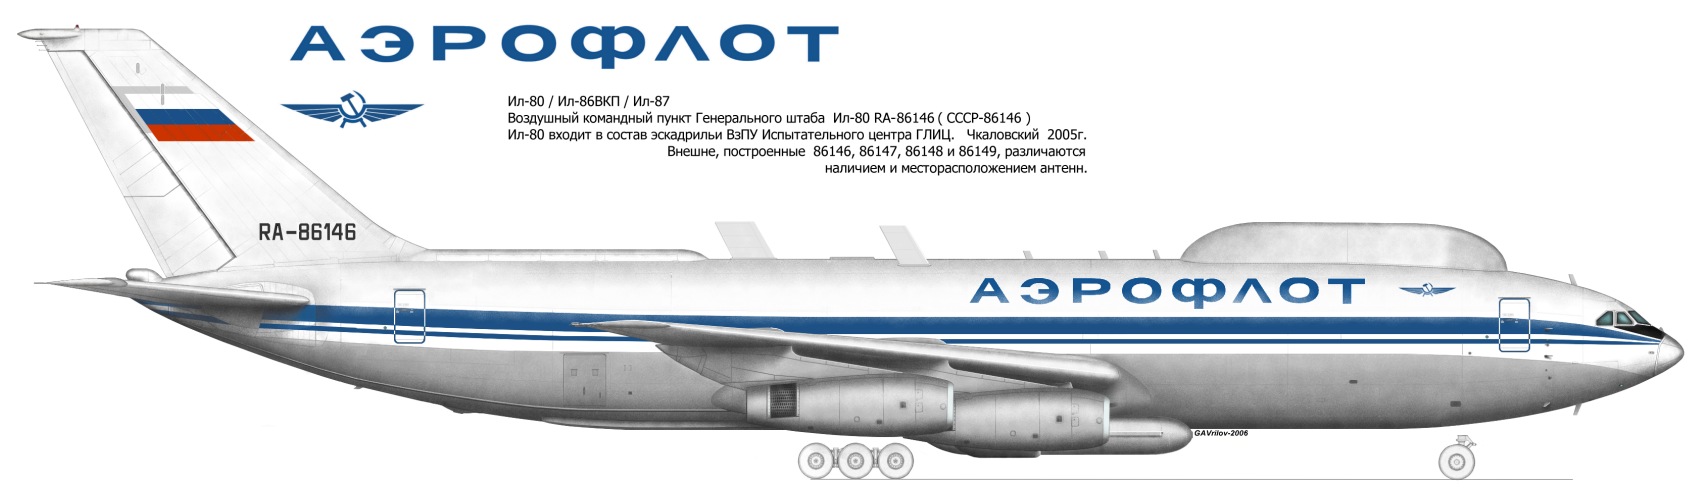 АЭРОФЛОТ
Ил-80 / Ил-86ВКП / Ил-87
Воздушный командный пункт Генерального штаба Ил-80 RA-86146 ( СССР-86146 )
Ил-80 входит в состав эскадрильи ВзПУ Испытательного центра ГЛИЦ. Чкаловский 2005г.
Внешне, построенные 86146, 86147, 86148 и 86149, различаются
наличием и месторасположением антенн.
RA-86146
АЭРОФЛОТ
GAVrilov-2006